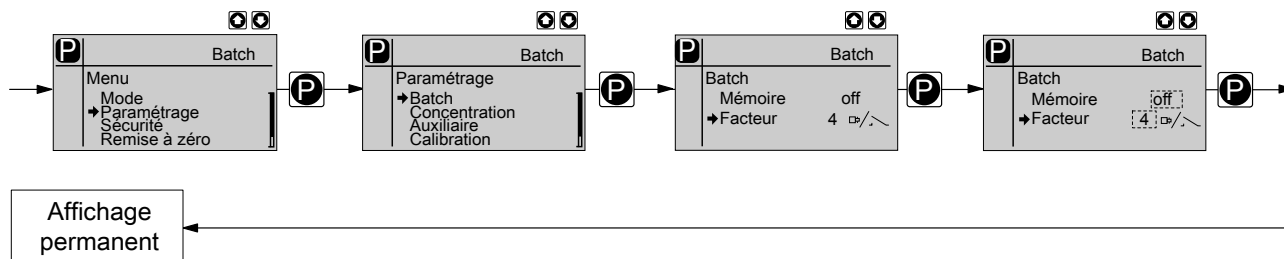 P Batch
Menu
Mode
Paramétrage
Sécurité
Remise à zéro
P
P Batch
Paramétrage
Batch
Concentration
Auxiliaire
Calibration
P
P Batch
Batch
Mémoire off
Facteur 4
P
P Batch
Batch
Mémoire off
Facteur 4
P
Affichage
permanent